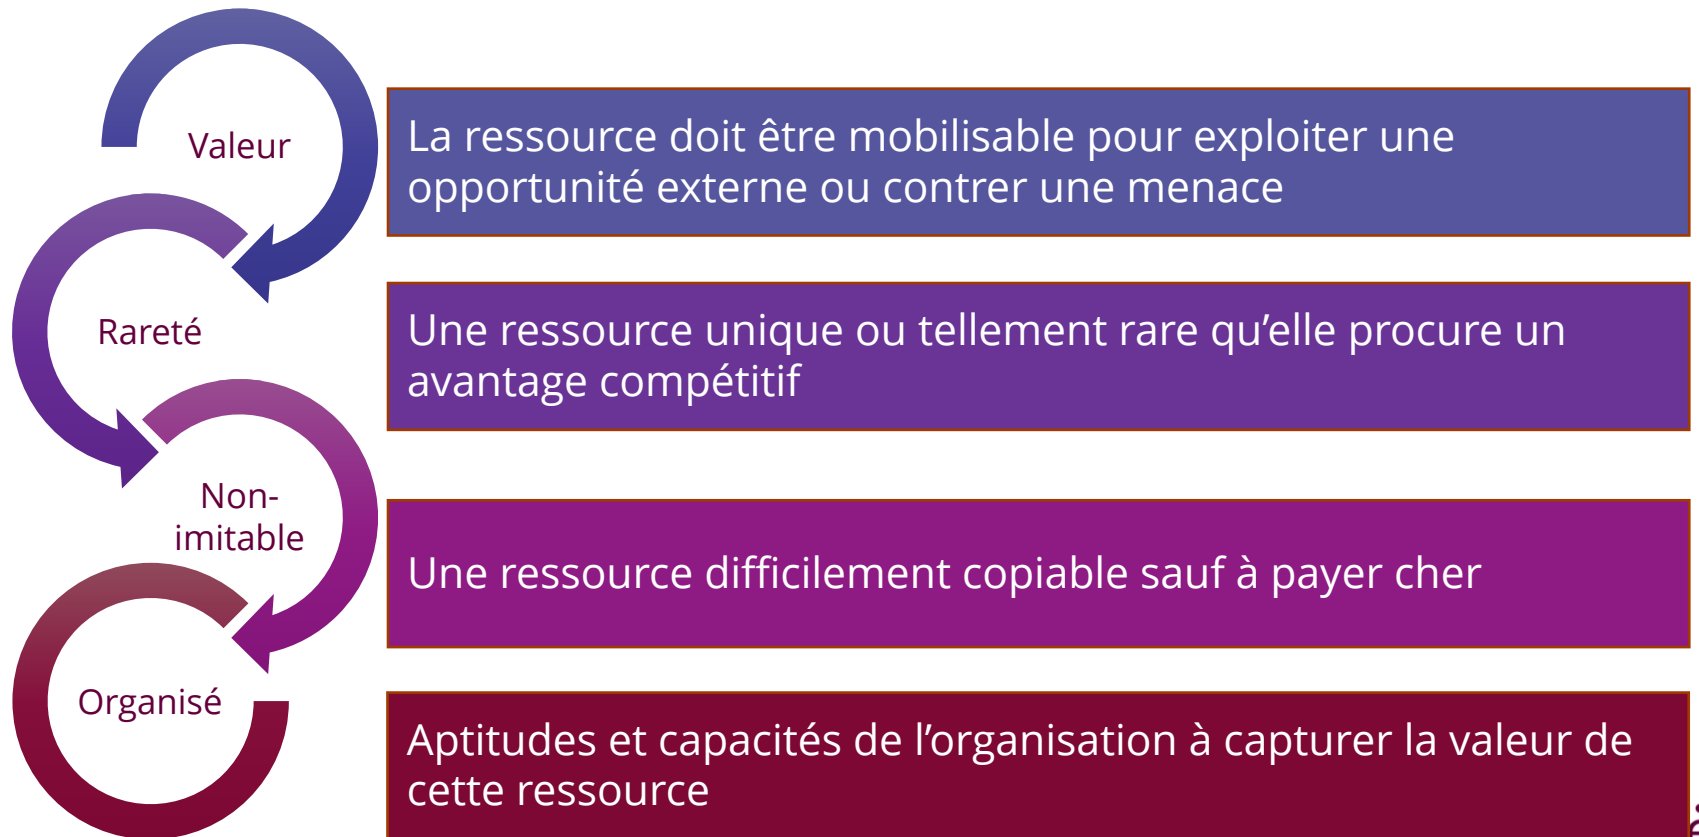 Valeur
La ressource doit être mobilisable pour exploiter une
opportunité externe ou contrer une menace
Rareté
Une ressource unique ou tellement rare qu’elle procure un
avantage compétitif
Non-
imitable
Une ressource difficilement copiable sauf à payer cher
Organisé
Aptitudes et capacités de l’organisation à capturer la valeur de
cette ressource